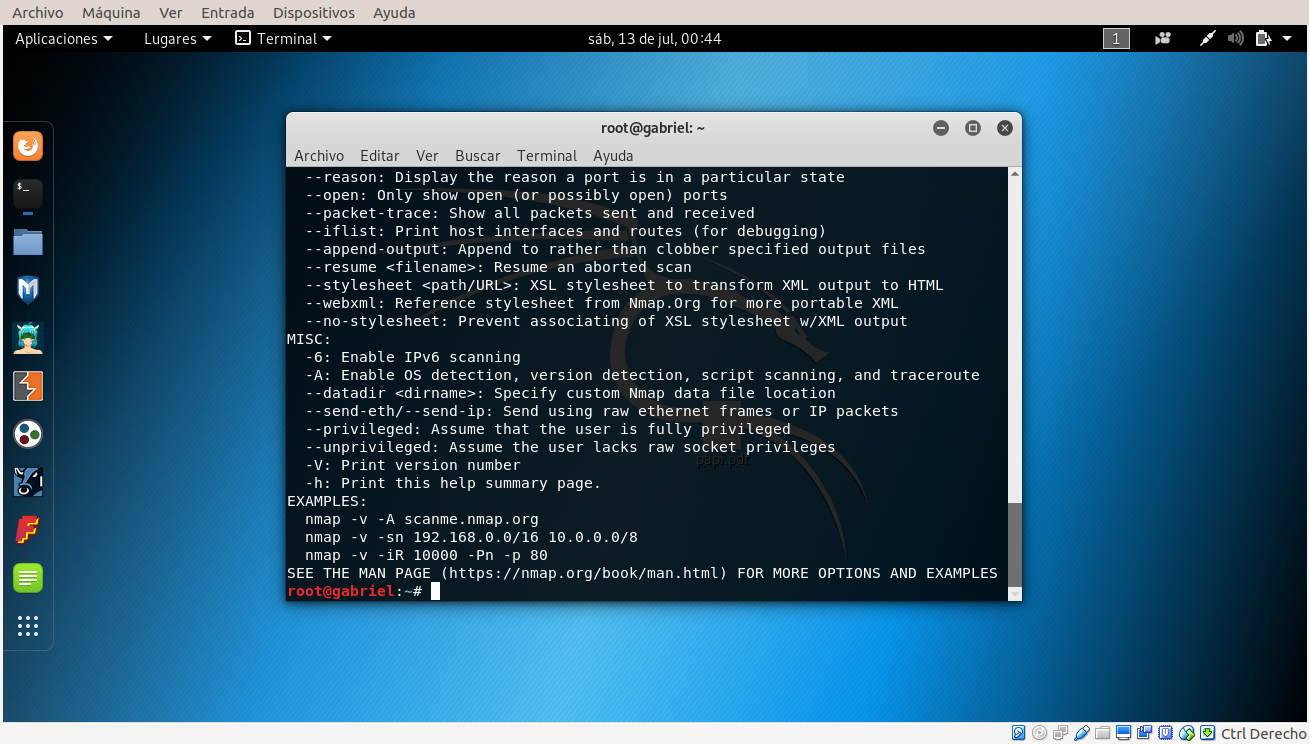 Archivo Máquina Ver Entrada Dispositivos Ayuda
Aplicaciones Lugares Terminal sáb, 13 de jul, 00:44 1
root@gabriel: ~
Archivo Editar Ver Buscar Terminal Ayuda
$_
--reason: Display the reason a port is in a particular state
--open: Only show open (or possibly open) ports
--packet-trace: Show all packets sent and received
--iflist: Print host interfaces and routes (for debugging)
--append-output: Append to rather than clobber specified output files
--resume <filename>: Resume an aborted scan
--stylesheet <path/URL>: XSL stylesheet to transform XML output to HTML
--webxml: Reference stylesheet from Nmap.Org for more portable XML
--no-stylesheet: Prevent associating of XSL stylesheet w/XML output
MISC:
-6: Enable IPv6 scanning
-A: Enable OS detection, version detection, script scanning, and traceroute
--datadir <dirname>: Specify custom Nmap data file location
--send-eth/--send-ip: Send using raw ethernet frames or IP packets
--privileged: Assume that the user is fully privileged
--unprivileged: Assume the user lacks raw socket privileges
papi.pdf
-V: Print version number
-h: Print this help summary page.
EXAMPLES:
nmap -v -A scanme.nmap.org
nmap -v -sn 192.168.0.0/16 10.0.0.0/8
nmap -v -iR 10000 -Pn -p 80
SEE THE MAN PAGE (https://nmap.org/book/man.html) FOR MORE OPTIONS AND EXAMPLES
root@gabriel:~#
Ctrl Derecho